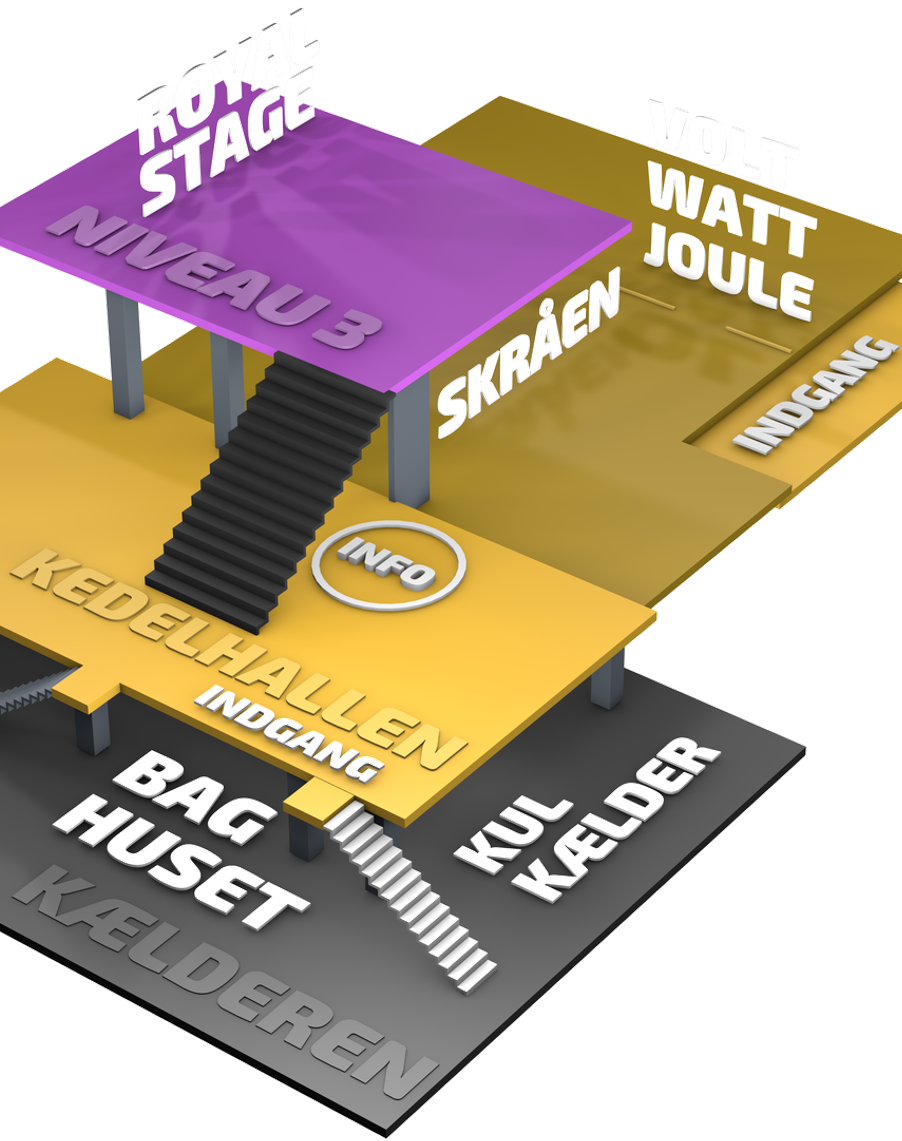 ROYAL
STAGE
NIVEAU 3
VOLT
WATT
JOULE
SKRÅEN
INDGANG
INFO
KEDELHALLEN
INDGANG
BAG
HUSET
KUL
KÆLDER
KÆLDEREN